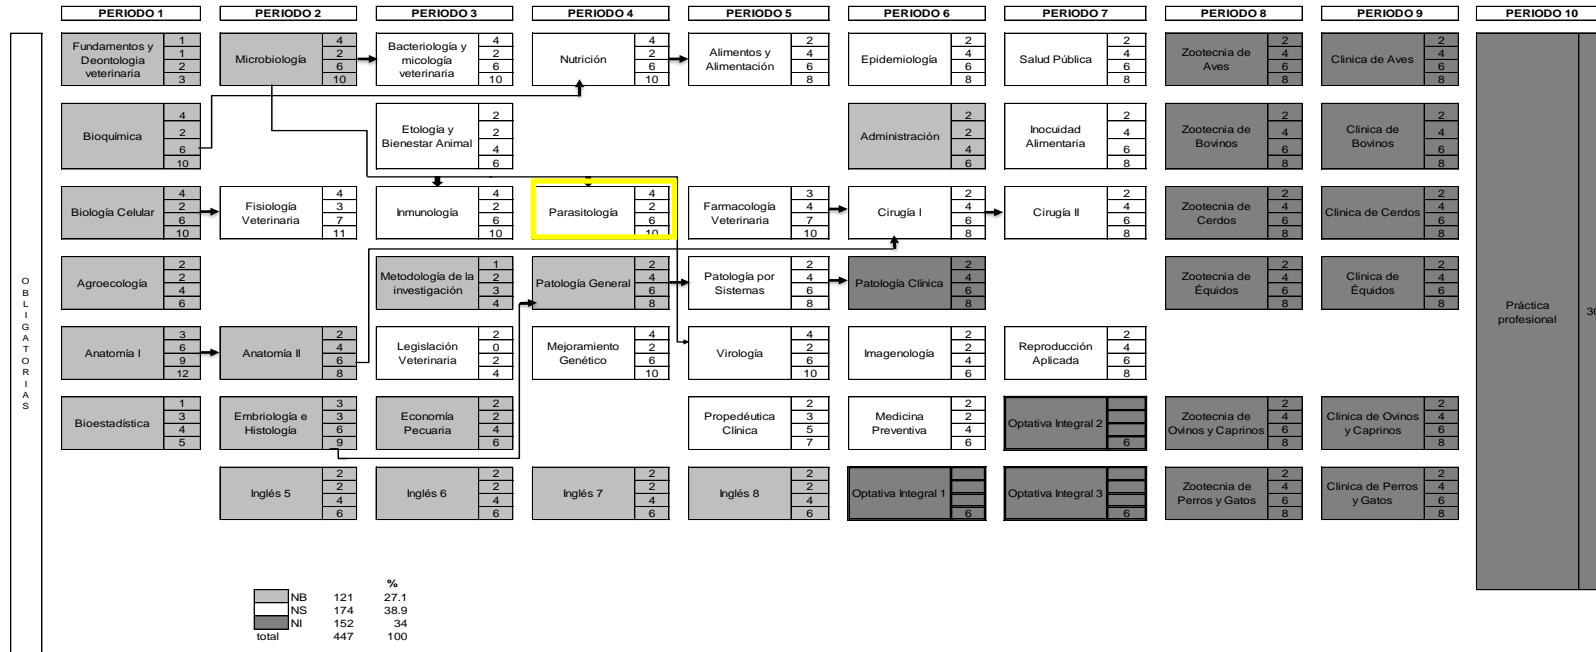 PERIODO 1
PERIODO 2
PERIODO 3
PERIODO 4
PERIODO 5
PERIODO 6
PERIODO 7
PERIODO 8
PERIODO 9
PERIODO 10
OBLIGATORIAS
Fundamentos y
Deontologia
veterinaria
1
1
2
3
Microbiología
4
2
6
10
Bacteriología y
micología
veterinaria
4
2
6
10
Nutrición
4
2
6
10
Alimentos y
Alimentación
2
4
6
8
Epidemiología
2
4
6
8
Salud Pública
2
4
6
8
Zootecnia de
Aves
2
4
6
8
Clinica de Aves
2
4
6
8
Bioquímica
4
2
6
10
Etología y
Bienestar Animal
2
2
4
6
Administración
2
2
4
6
Inocuidad
Alimentaria
2
4
6
8
Zootecnia de
Bovinos
2
4
6
8
Clinica de
Bovinos
2
4
6
8
Biología Celular
4
2
6
10
Fisiología
Veterinaria
4
3
7
11
Inmunología
4
2
6
10
Parasitología
4
2
6
10
Farmacología
Veterinaria
3
4
7
10
Cirugía I
2
4
6
8
Cirugía II
2
4
6
8
Zootecnia de
Cerdos
2
4
6
8
Clinica de Cerdos
2
4
6
8
Agroecología
2
2
4
6
Metodología de la
investigación
1
2
3
4
Patología General
2
4
6
8
Patología por
Sistemas
2
4
6
8
Patología Clínica
2
4
6
8
Zootecnia de
Équidos
2
4
6
8
Clínica de
Équidos
2
4
6
8
Práctica
profesional
30
Anatomía I
3
6
9
12
Anatomía II
2
4
6
8
Legislación
Veterinaria
2
0
2
4
Mejoramiento
Genético
4
2
6
10
Virología
4
2
6
10
Imagenología
2
2
4
6
Reproducción
Aplicada
2
4
6
8
Bioestadística
1
3
4
5
Embriología e
Histología
3
3
6
9
Economía
Pecuaria
2
2
4
6
Propedéutica
Clínica
2
3
5
7
Medicina
Preventiva
2
2
4
6
Optativa Integral 2
6
Zootecnia de
Ovinos y Caprinos
2
4
6
8
Clinica de Ovinos
y Caprinos
2
4
6
8
Inglés 5
2
2
4
6
Inglés 6
2
2
4
6
Inglés 7
2
2
4
6
Inglés 8
2
2
4
6
Optativa Integral 1
6
Optativa Integral 3
6
Zootecnia de
Perros y Gatos
2
4
6
8
Clinica de Perros
y Gatos
2
4
6
8
%
NB 121 27.1
NS 174 38.9
NI 152 34
total 447 100